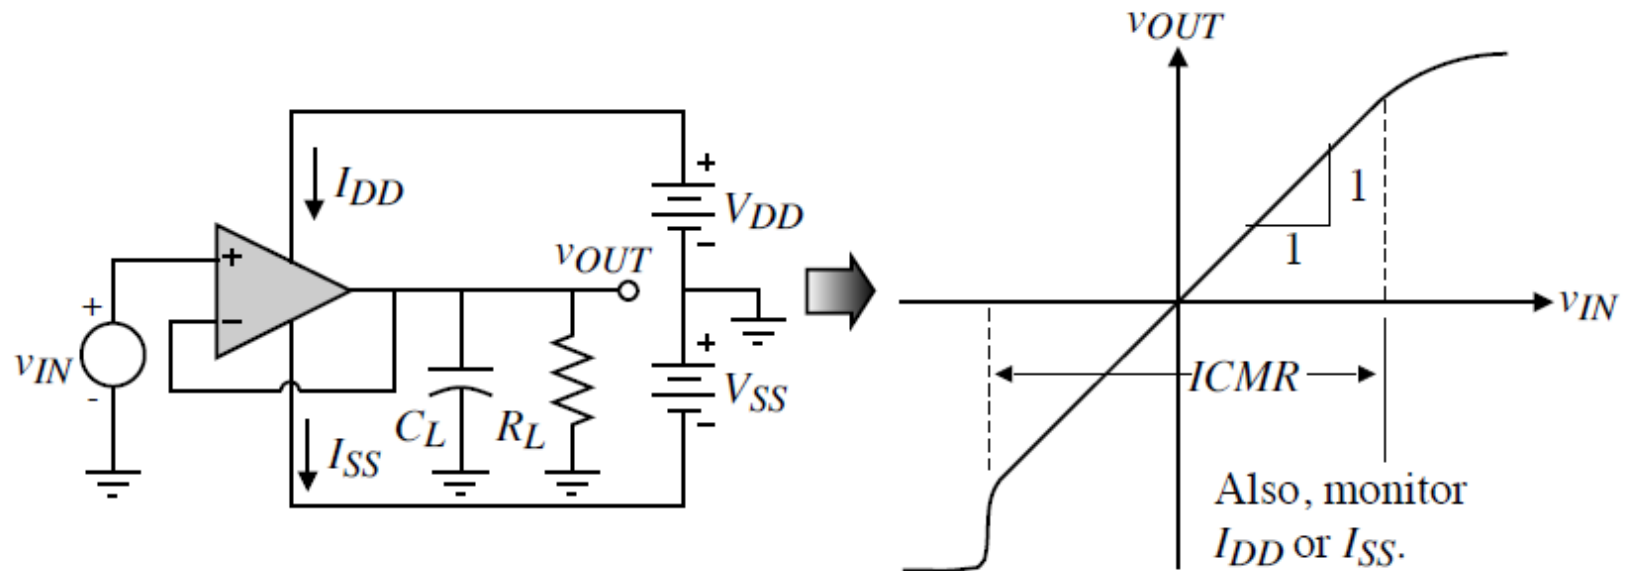 I_DD
+
V_DD
-
v_OUT
+
-
+
v_IN
-
I_SS
C_L
R_L
+
V_SS
-
v_OUT
1
1
v_IN
ICMR
Also, monitor
I_DD or I_SS.